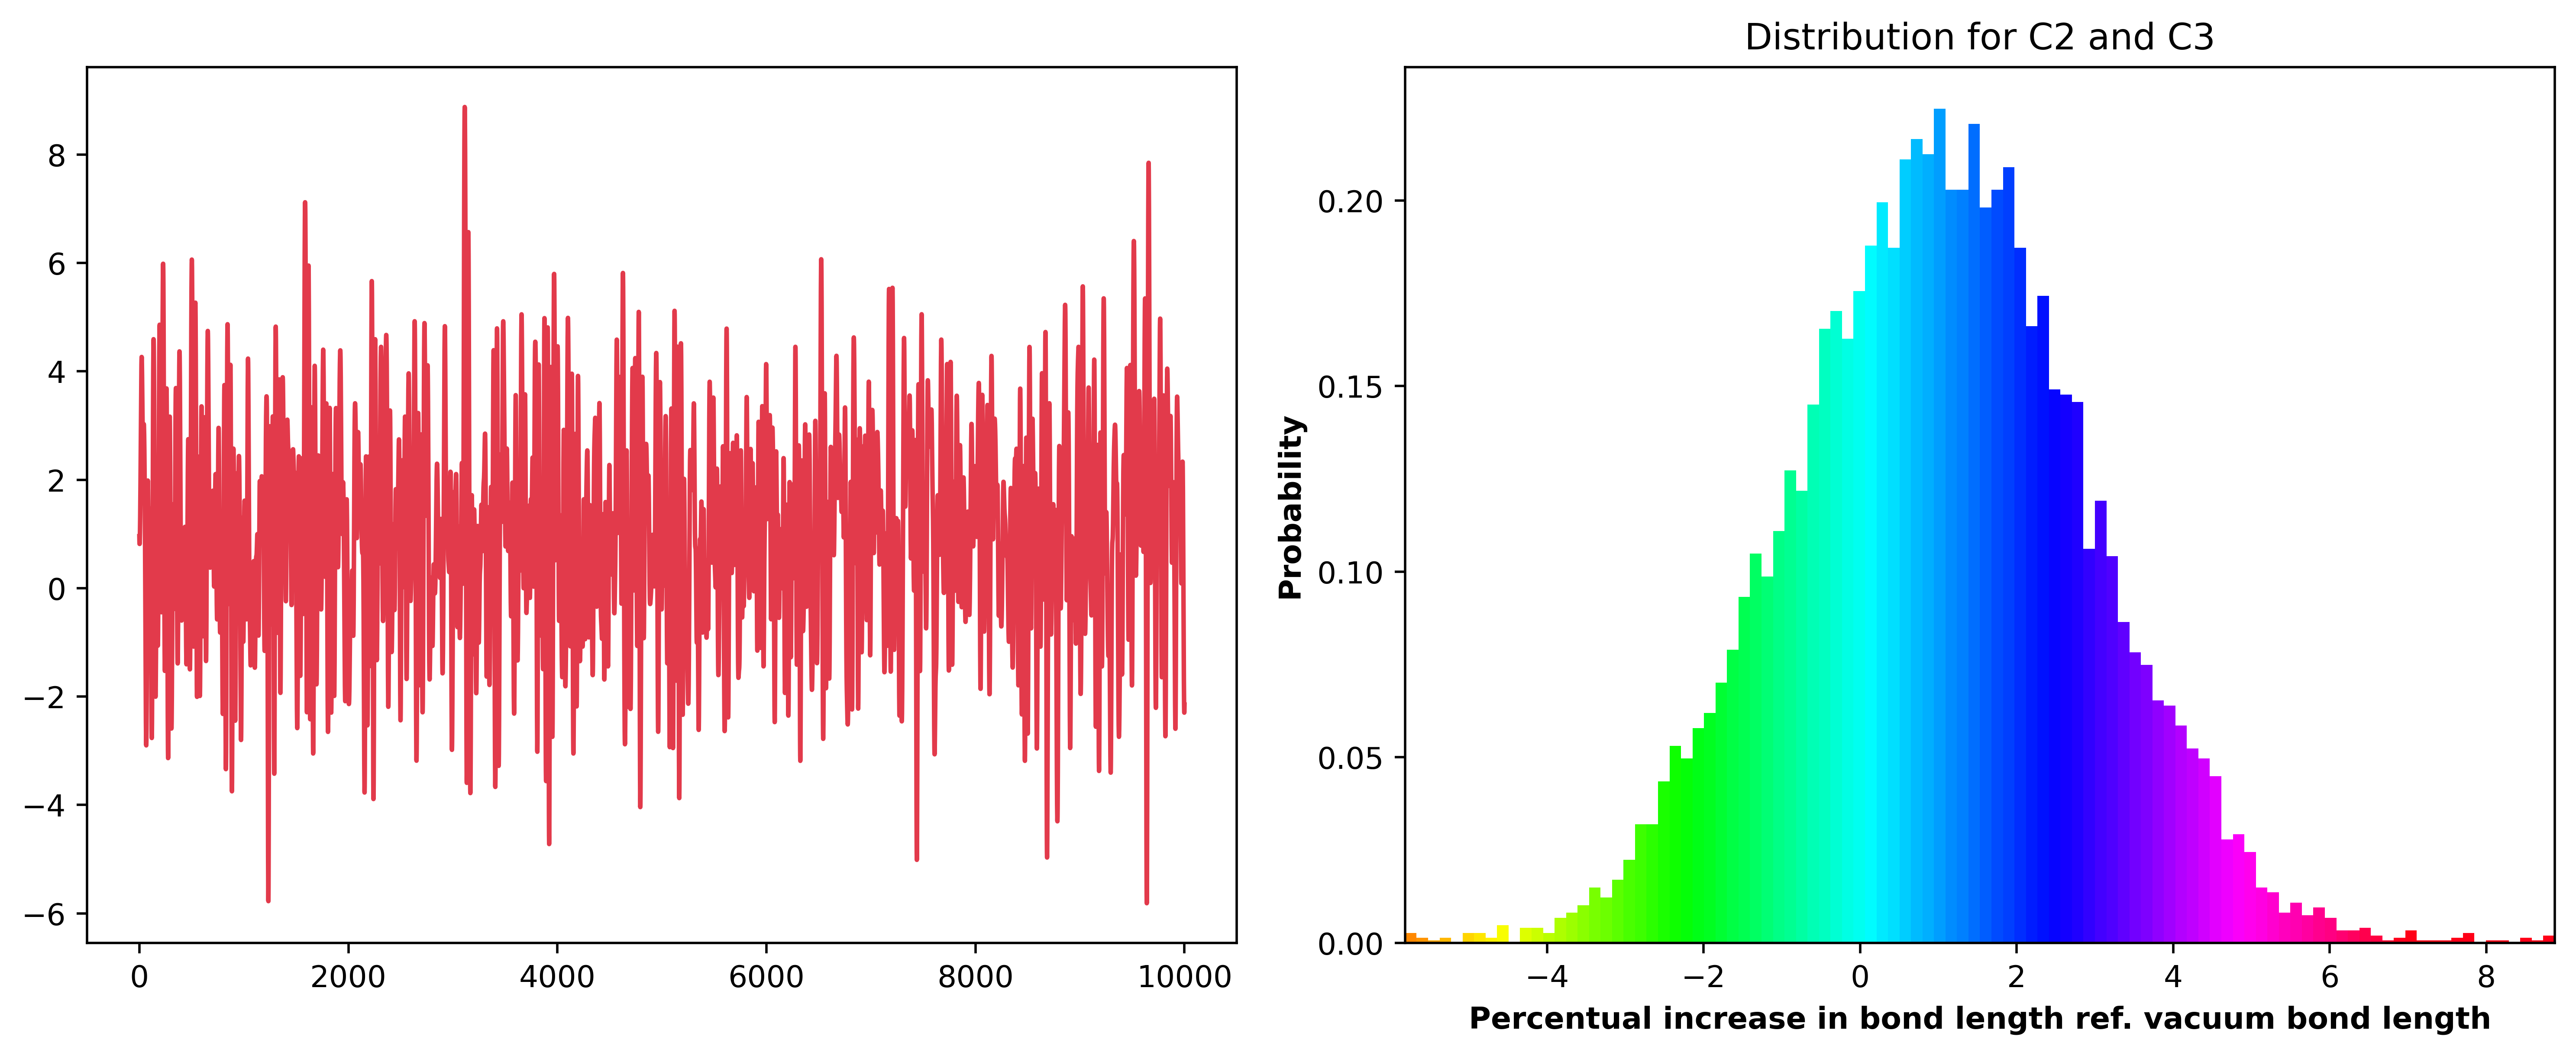 8
6
4
2
0
−2
−4
−6
0 2000 4000 6000 8000 10000
Distribution for C2 and C3
Probability
0.20
0.15
0.10
0.05
0.00
−4 −2 0 2 4 6 8
Percentual increase in bond length ref. vacuum bond length